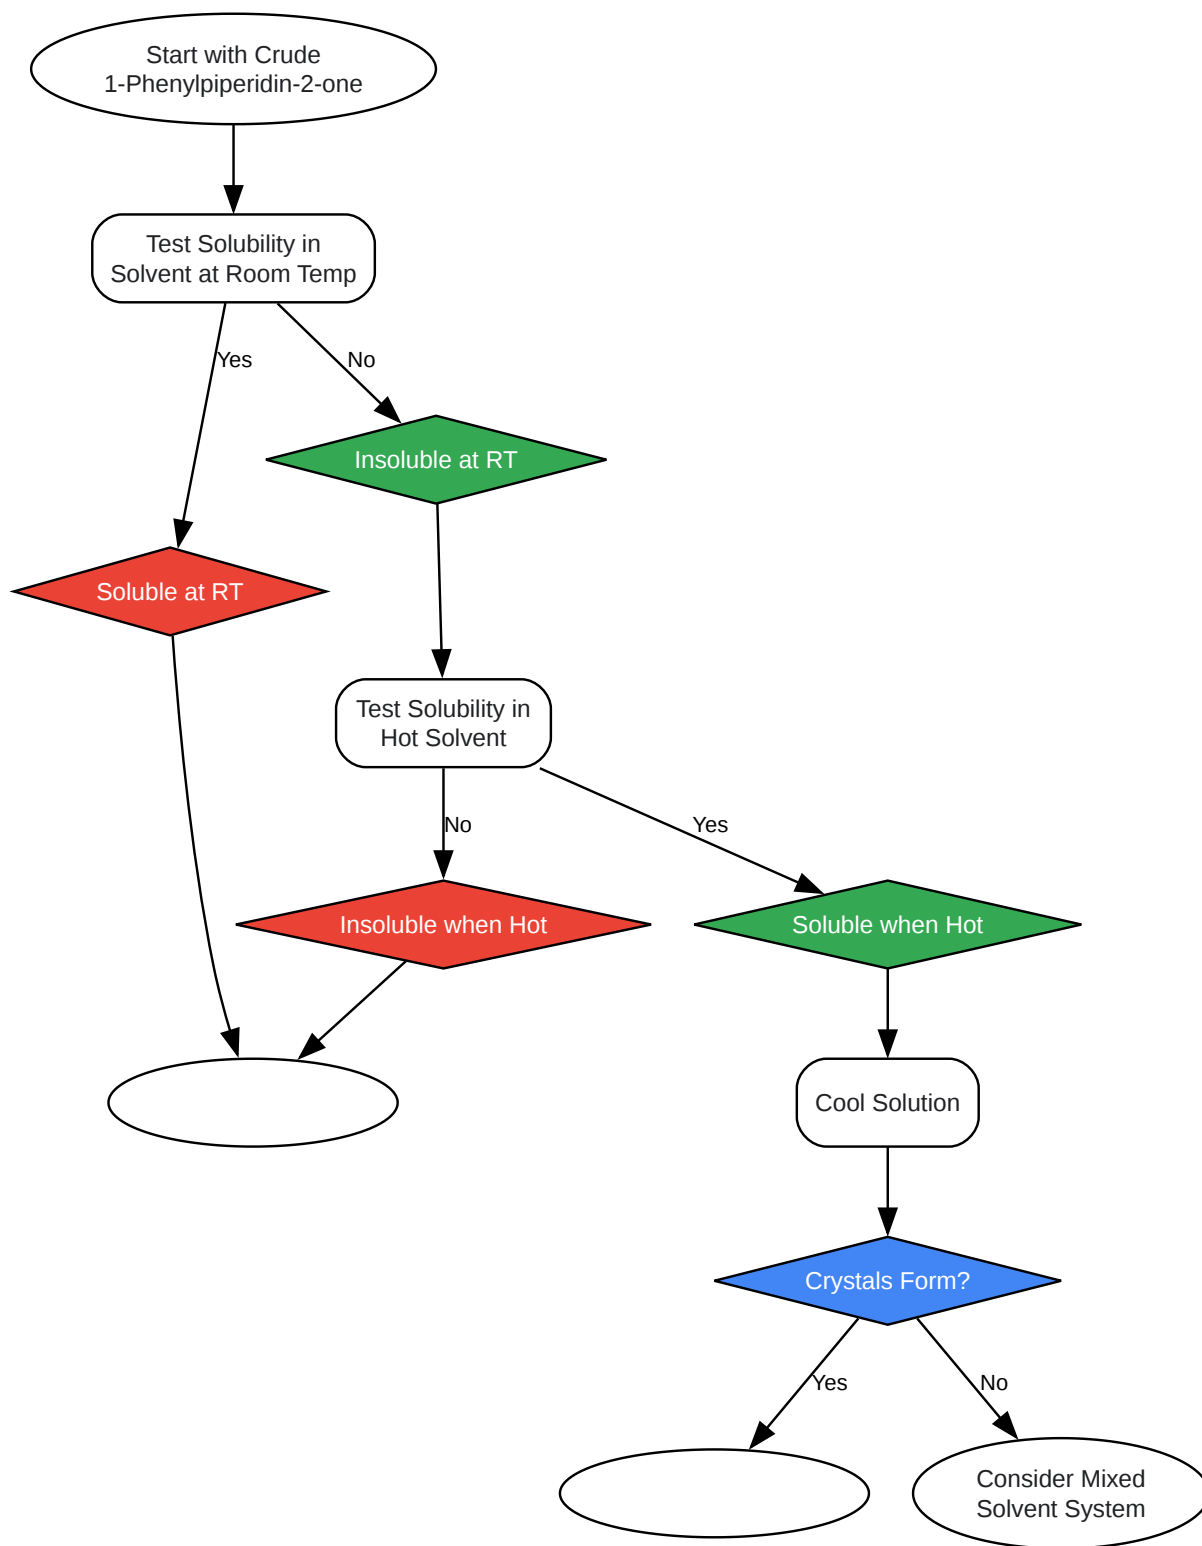 Start with Crude
1-Phenylpiperidin-2-one
Test Solubility in
Solvent at Room Temp
Yes
No
Insoluble at RT
Soluble at RT
Test Solubility in
Hot Solvent
No
Yes
Insoluble when Hot
Soluble when Hot
Cool Solution
Crystals Form?
Yes
No
Consider Mixed
Solvent System